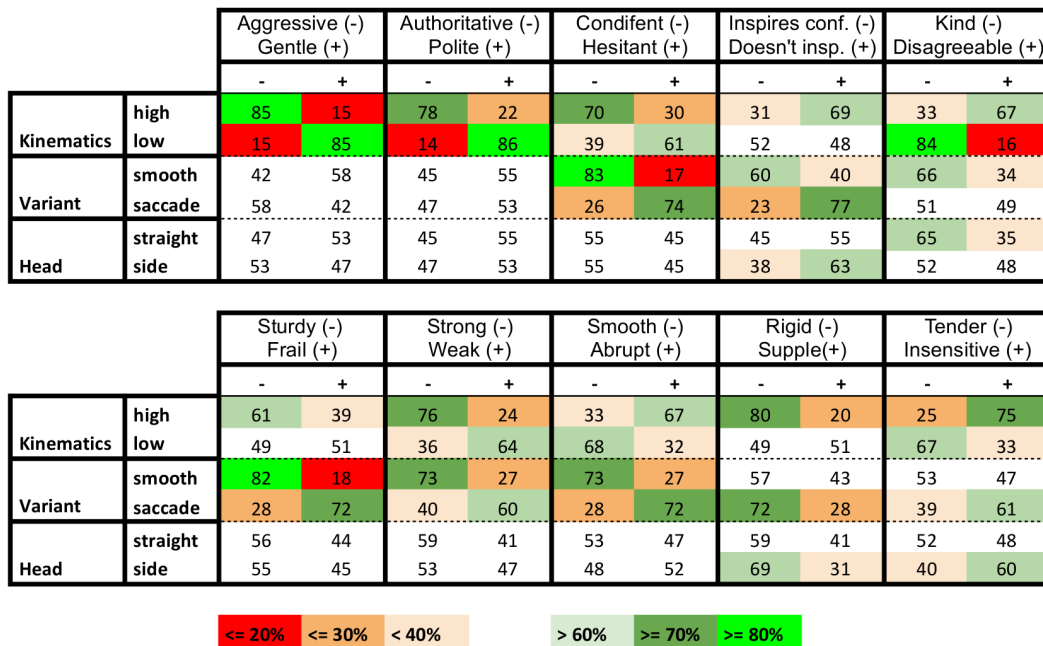 Aggressive (-) Authoritative (-) Condifent (-) Inspires conf. (-) Kind (-)
Gentle (+) Polite (+) Hesitant (+) Doesn't insp. (+) Disagreeable (+)
- + - + - + - + - +
high 85 15 78 22 70 30 31 69 33 67
Kinematics low 15 85 14 86 39 61 52 48 84 16
smooth 42 58 45 55 83 17 60 40 66 34
Variant saccade 58 42 47 53 26 74 23 77 51 49
straight 47 53 45 55 55 45 45 55 65 35
Head side 53 47 47 53 55 45 38 63 52 48
Sturdy (-) Strong (-) Smooth (-) Rigid (-) Tender (-)
Frail (+) Weak (+) Abrupt (+) Supple(+) Insensitive (+)
- + - + - + - + - +
high 61 39 76 24 33 67 80 20 25 75
Kinematics low 49 51 36 64 68 32 49 51 67 33
smooth 82 18 73 27 73 27 57 43 53 47
Variant saccade 28 72 40 60 28 72 72 28 39 61
straight 56 44 59 41 53 47 59 41 52 48
Head side 55 45 53 47 48 52 69 31 40 60
<= 20% <= 30% < 40% > 60% >= 70% >= 80%